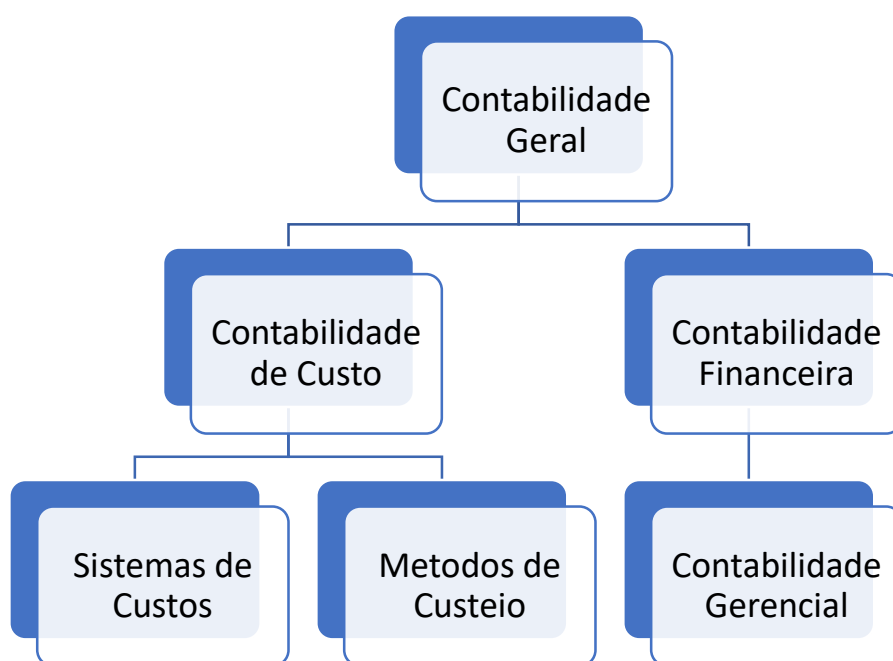 Contabilidade
Geral
Contabilidade
de Custo
Contabilidade
Financeira
Sistemas de
Custos
Metodos de
Custeio
Contabilidade
Gerencial